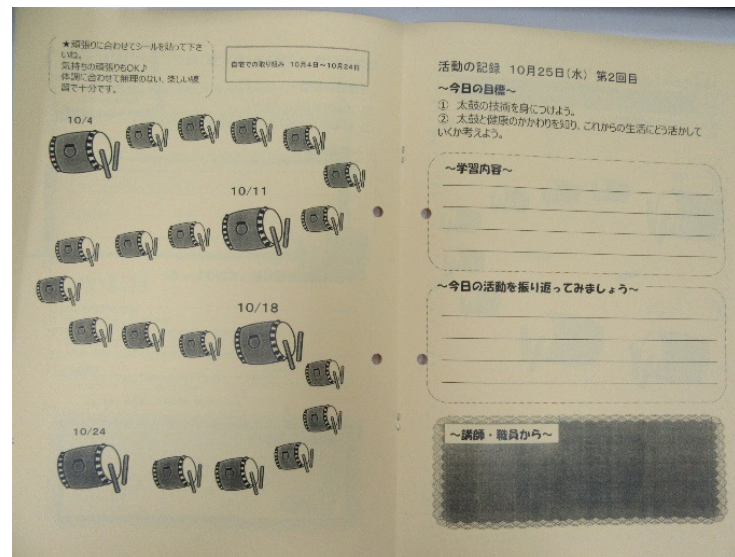 ★頑張りに合わせてシールを貼って下さ
いね。
気持ちの頑張りもOK♪
体調に合わせて無理のない、楽しい練
習で十分です。
自宅での取り組み 10月4日~10月24日
10/4
10/11
10/18
10/24
活動の記録 10月25日(水) 第2回目
~今日の目標~
① 太鼓の技術を身につけよう。
② 太鼓と健康のかかわりを知り、これからの生活にどう活かして
いくか考えよう。
~学習内容~
~今日の活動を振り返ってみましょう~
~講師・職員から~